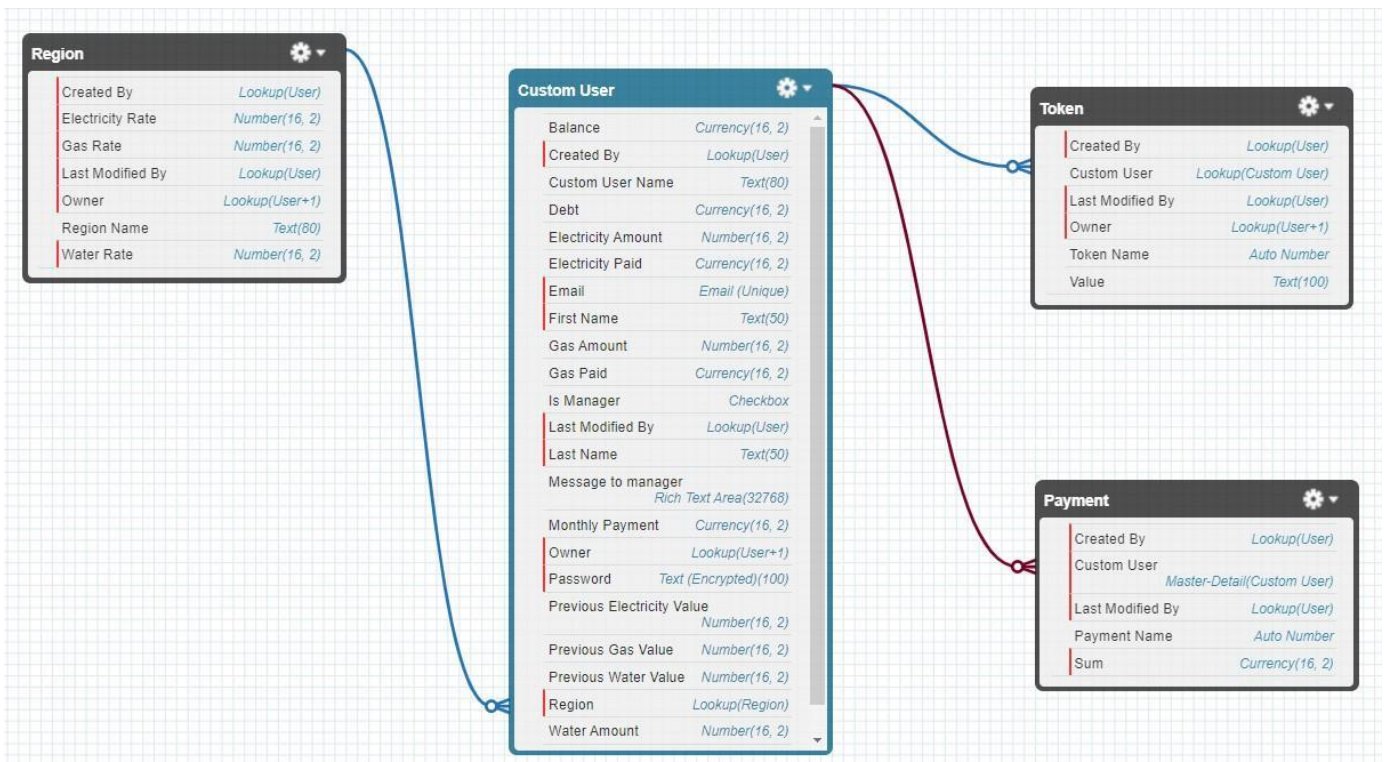 Region
Created By Lookup(User)
Electricity Rate Number(16, 2)
Gas Rate Number(16, 2)
Last Modified By Lookup(User)
Owner Lookup(User+1)
Region Name Text(80)
Water Rate Number(16, 2)
Custom User
Balance Currency(16, 2)
Created By Lookup(User)
Custom User Name Text(80)
Debt Currency(16, 2)
Electricity Amount Number(16, 2)
Electricity Paid Currency(16, 2)
Email Email (Unique)
First Name Text(50)
Gas Amount Number(16, 2)
Gas Paid Currency(16, 2)
Is Manager Checkbox
Last Modified By Lookup(User)
Last Name Text(50)
Message to manager
Rich Text Area(32768)
Monthly Payment Currency(16, 2)
Owner Lookup(User+1)
Password Text (Encrypted)(100)
Previous Electricity Value
Number(16, 2)
Previous Gas Value Number(16, 2)
Previous Water Value Number(16, 2)
Region Lookup(Region)
Water Amount Number(16, 2)
Token
Created By Lookup(User)
Custom User Lookup(Custom User)
Last Modified By Lookup(User)
Owner Lookup(User+1)
Token Name Auto Number
Value Text(100)
Payment
Created By Lookup(User)
Custom User
Master-Detail(Custom User)
Last Modified By Lookup(User)
Payment Name Auto Number
Sum Currency(16, 2)